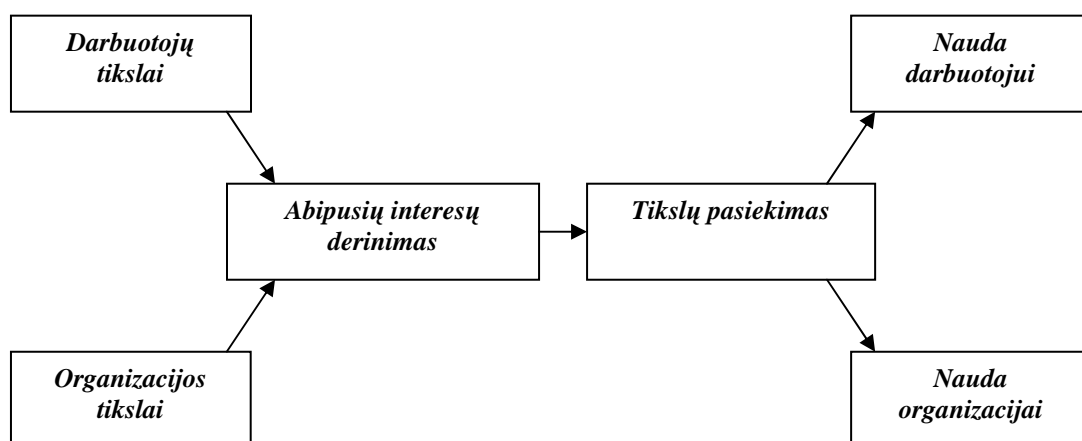 Darbuotojų
tikslai
Nauda
darbuotojui
Abipusių interesų
derinimas
Tikslų pasiekimas
Organizacijos
tikslai
Nauda
organizacijai